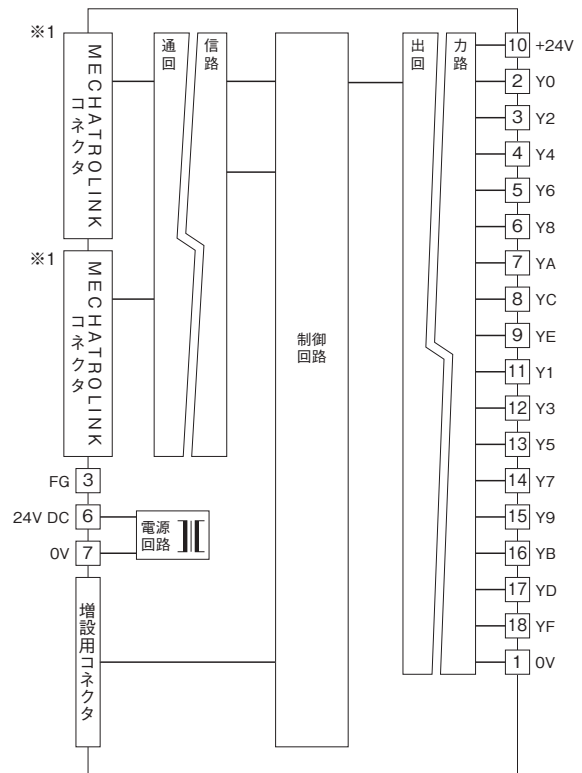 ※1
MECHATROLINK
コネクタ
※1
MECHATROLINK
コネクタ
FG 3
24V DC 6
0V 7
電源
回路
増設用コネクタ
通信
回路
制御
回路
出力
回路
10 +24V
2 Y0
3 Y2
4 Y4
5 Y6
6 Y8
7 YA
8 YC
9 YE
11 Y1
12 Y3
13 Y5
14 Y7
15 Y9
16 YB
17 YD
18 YF
1 0V